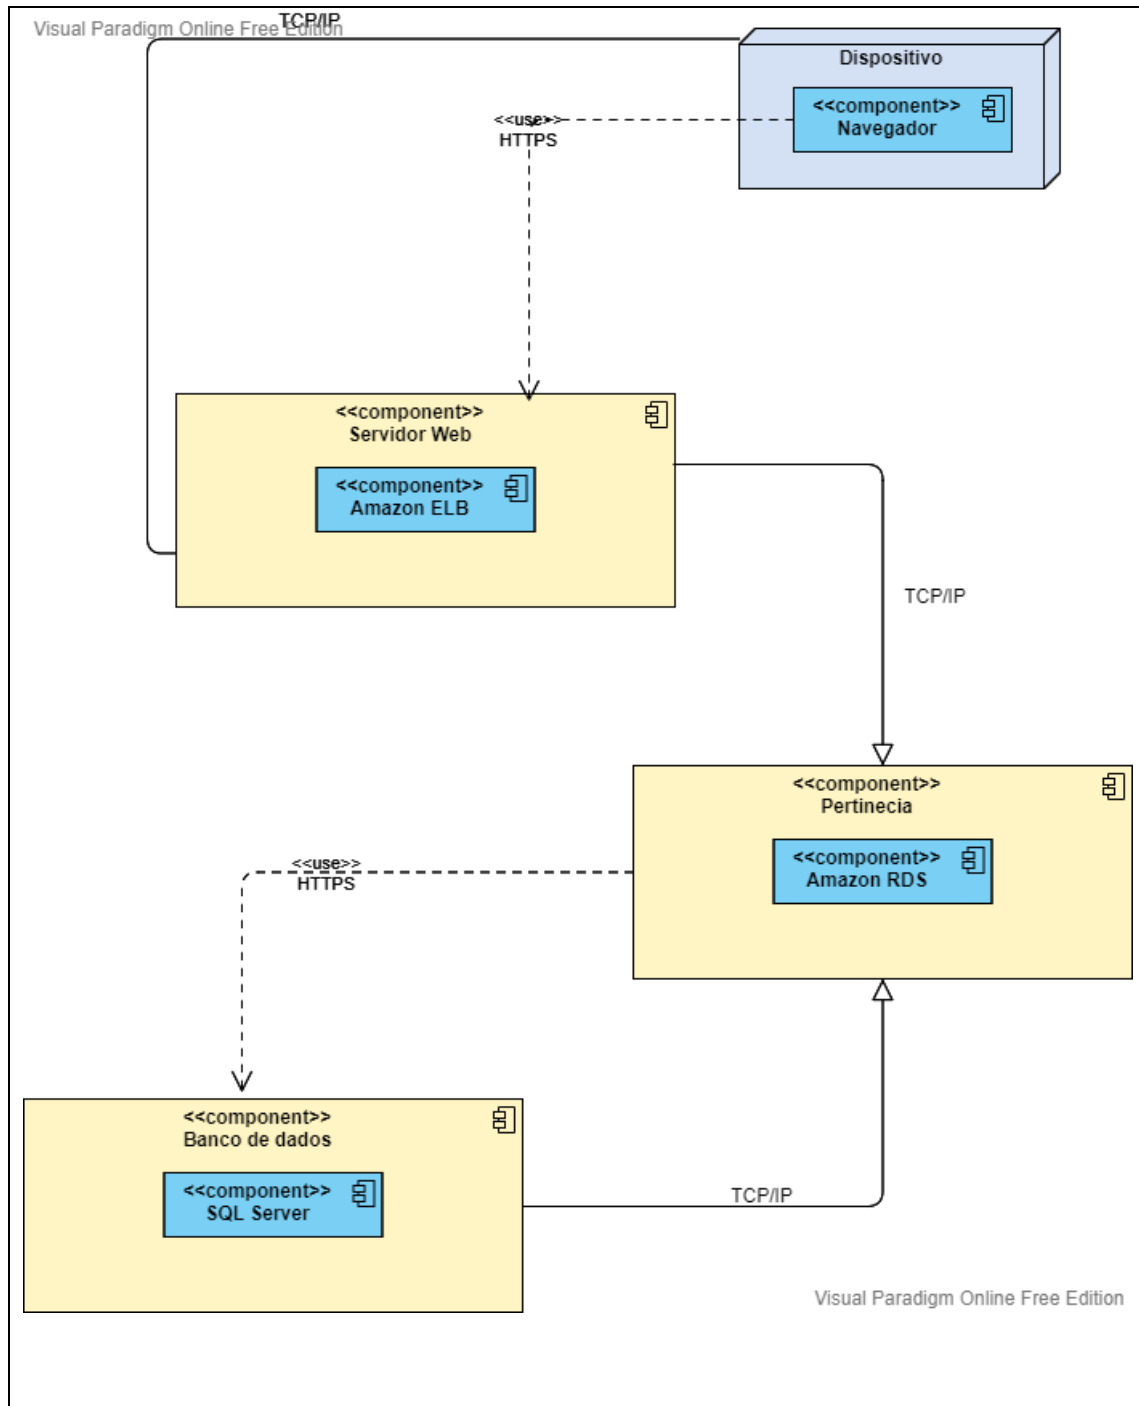 Visual Paradigm Online Free Edition
TCP/IP
Dispositivo
<<component>>
Navegador
<<use>>
HTTPS
<<component>>
Servidor Web
<<component>>
Amazon ELB
TCP/IP
<<component>>
Pertinecia
<<component>>
Amazon RDS
<<use>>
HTTPS
<<component>>
Banco de dados
<<component>>
SQL Server
TCP/IP
Visual Paradigm Online Free Edition